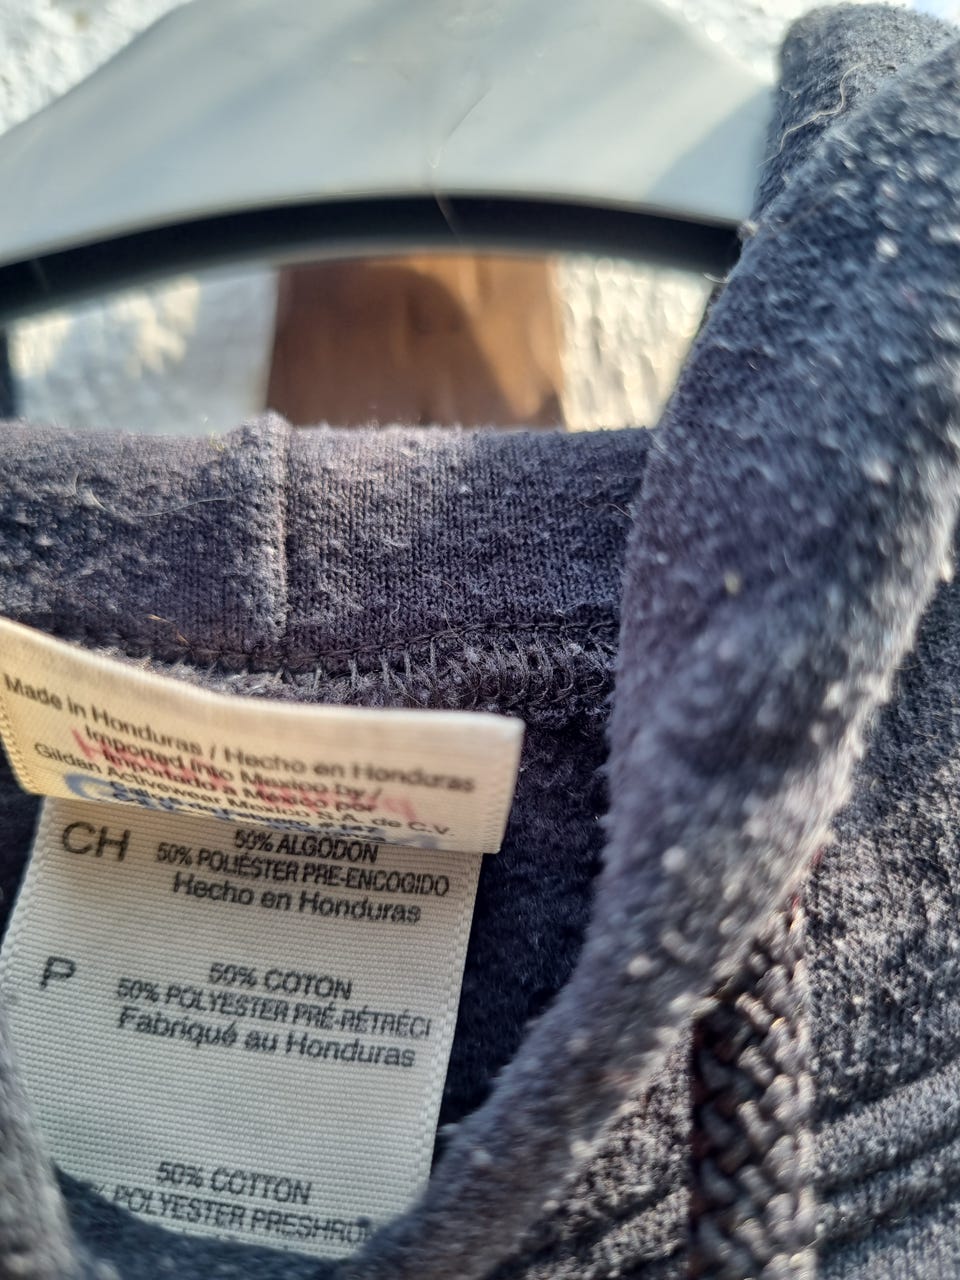 Made in Honduras / Hecho en Honduras
Imported into Mexico by /
Importado a Mexico por
Gildan Activewear Mexico S.A. de C.V.
CH
50% ALGODON
50% POLIÉSTER PRE-ENCOGIDO
Hecho en Honduras
P
50% COTON
50% POLYESTER PRÉ-RÉTRÉCI
Fabriqué au Honduras
50% COTTON
POLYESTER PRESHRU